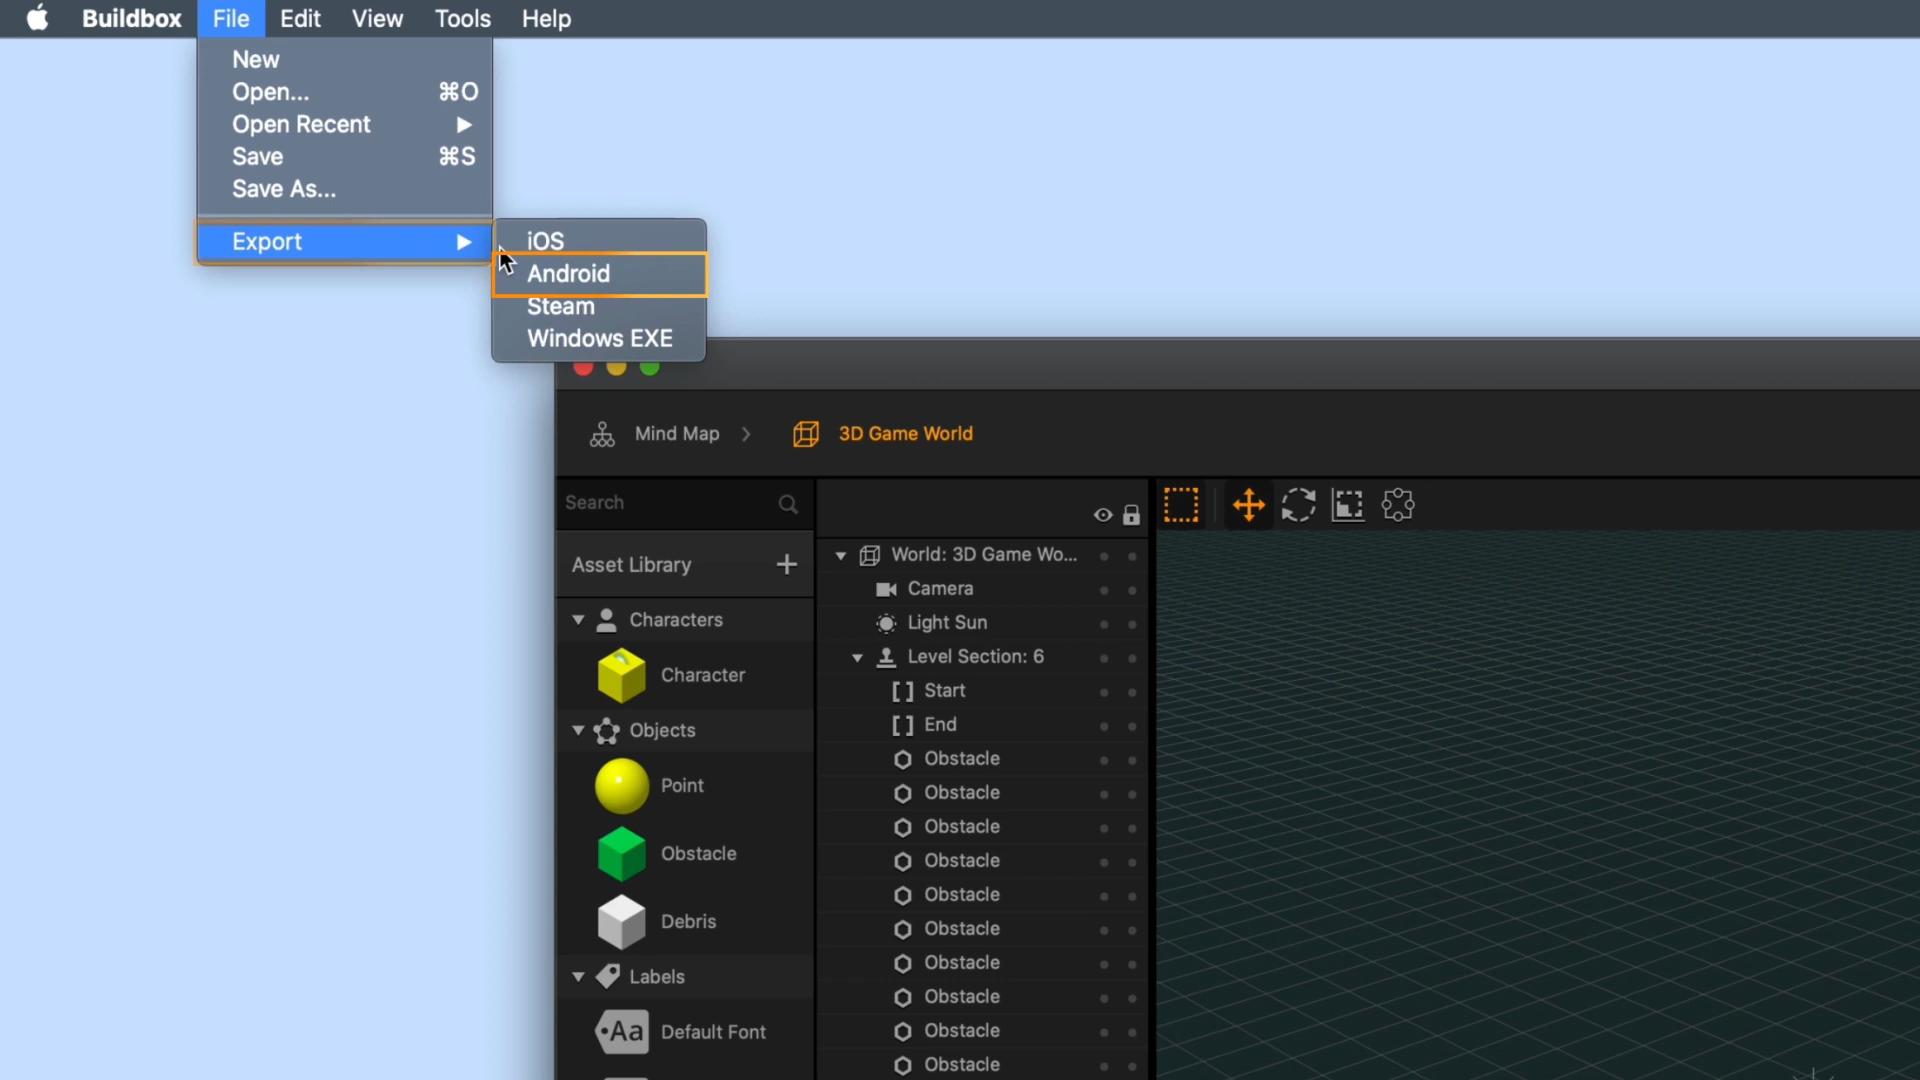 Buildbox File Edit View Tools Help
New
Open... ⌘O
Open Recent
Save ⌘S
Save As...
Export
iOS
Android
Steam
Windows EXE
Mind Map
3D Game World
Search
Asset Library
Characters
Character
Objects
Point
Obstacle
Debris
Labels
Aa Default Font
World: 3D Game Wo...
Camera
Light Sun
Level Section: 6
Start
End
Obstacle
Obstacle
Obstacle
Obstacle
Obstacle
Obstacle
Obstacle
Obstacle
Obstacle
Obstacle